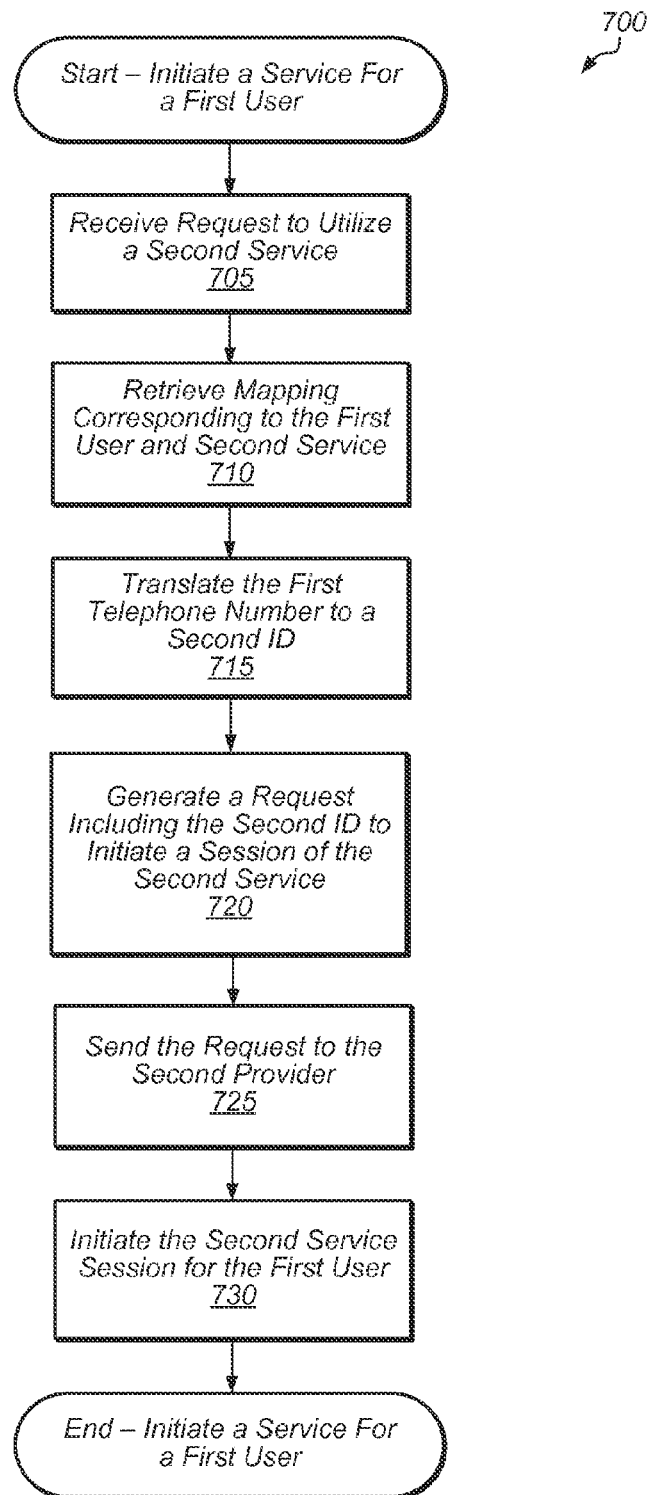 700
Start – Initiate a Service For
a First User
Receive Request to Utilize
a Second Service
705
Retrieve Mapping
Corresponding to the First
User and Second Service
710
Translate the First
Telephone Number to a
Second ID
715
Generate a Request
Including the Second ID to
Initiate a Session of the
Second Service
720
Send the Request to the
Second Provider
725
Initiate the Second Service
Session for the First User
730
End – Initiate a Service For
a First User